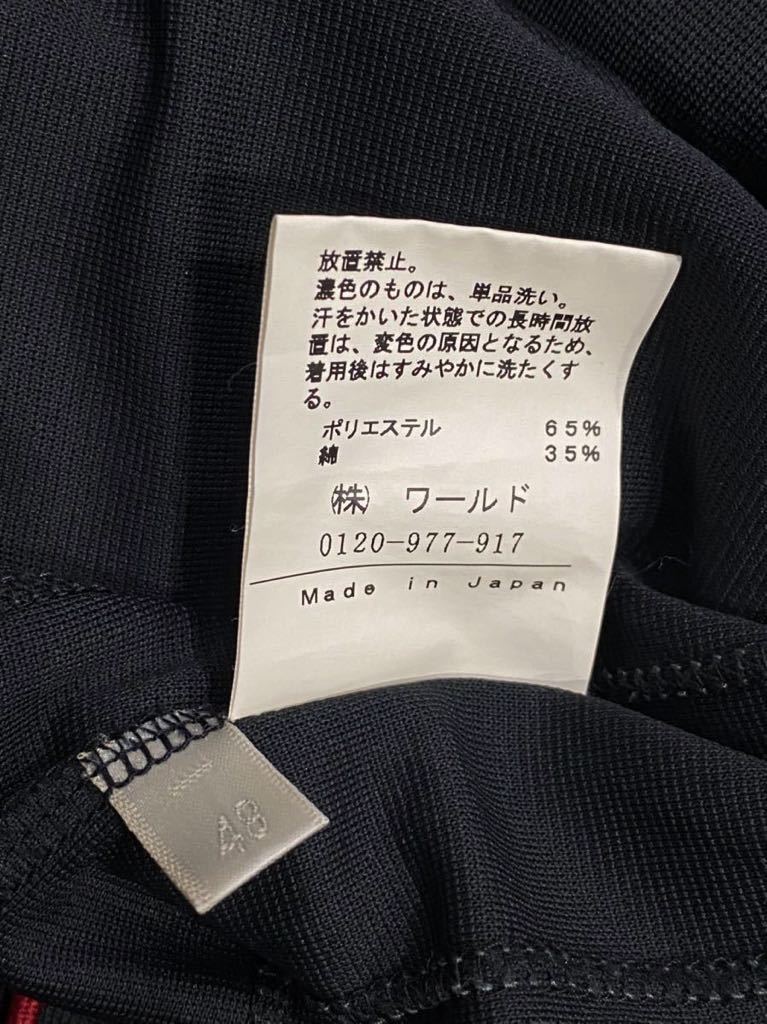 放置禁止。
濃色のものは、単品洗い。
汗をかいた状態での長時間放
置は、変色の原因となるため、
着用後はすみやかに洗たくす
る。
ポリエステル 65%
綿 35%
㈱ ワールド
0120-977-917
Made in Japan
48